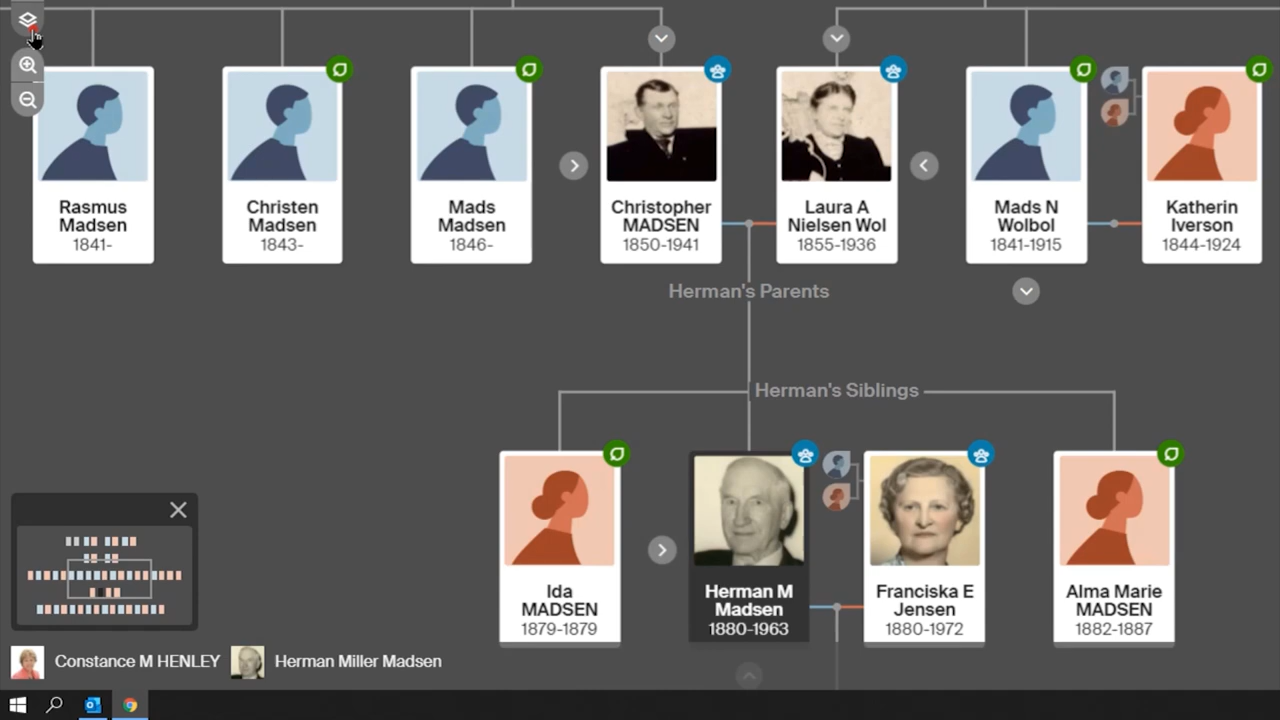 Rasmus
Madsen
1841-
Christen
Madsen
1843-
Mads
Madsen
1846-
Christopher
MADSEN
1850-1941
Laura A
Nielsen Wol
1855-1936
Mads N
Wolbol
1841-1915
Katherin
Iverson
1844-1924
Herman's Parents
Herman's Siblings
Ida
MADSEN
1879-1879
Herman M
Madsen
1880-1963
Franciska E
Jensen
1880-1972
Alma Marie
MADSEN
1882-1887
Constance M HENLEY
Herman Miller Madsen